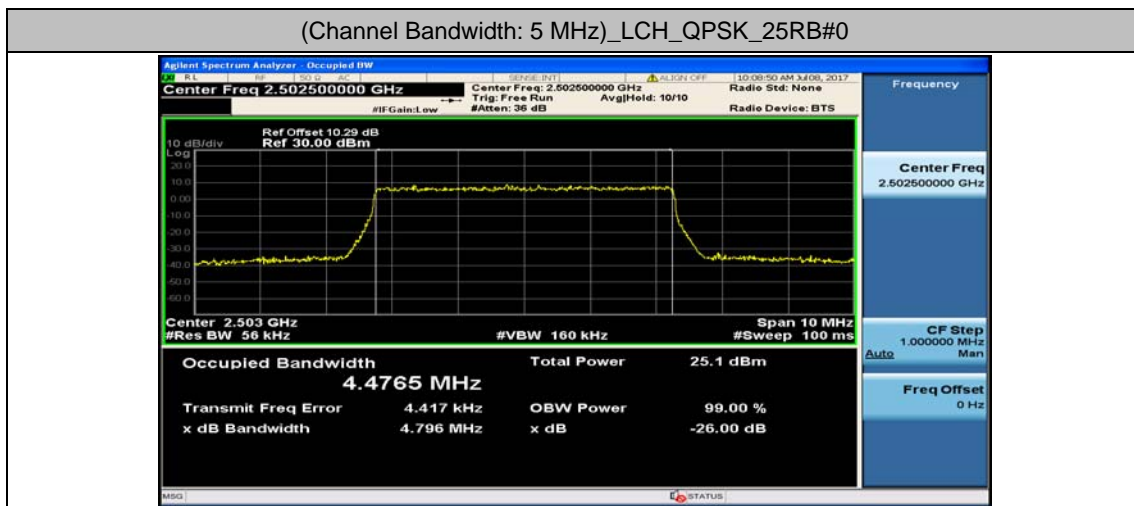 (Channel Bandwidth: 5 MHz)_LCH_QPSK_25RB#0
Agilent Spectrum Analyzer - Occupied BW
RL RF 50 Ω AC SENSE:INT ALIGN OFF 10:08:50 AM Jul 08, 2017
Center Freq 2.502500000 GHz
Center Freq: 2.502500000 GHz
Radio Std: None
Trig: Free Run Avg|Hold: 10/10
#IFGain:Low #Atten: 36 dB Radio Device: BTS
Ref Offset 10.29 dB
10 dB/div Ref 30.00 dBm
Log
20.0
10.0
0.00
-10.0
-20.0
-30.0
-40.0
-50.0
-60.0
Center 2.503 GHz Span 10 MHz
#Res BW 56 kHz #VBW 160 kHz #Sweep 100 ms
Occupied Bandwidth Total Power 25.1 dBm
4.4765 MHz
Transmit Freq Error 4.417 kHz OBW Power 99.00 %
x dB Bandwidth 4.796 MHz x dB -26.00 dB
MSG STATUS
Frequency
Center Freq
2.502500000 GHz
CF Step
1.000000 MHz
Auto Man
Freq Offset
0 Hz